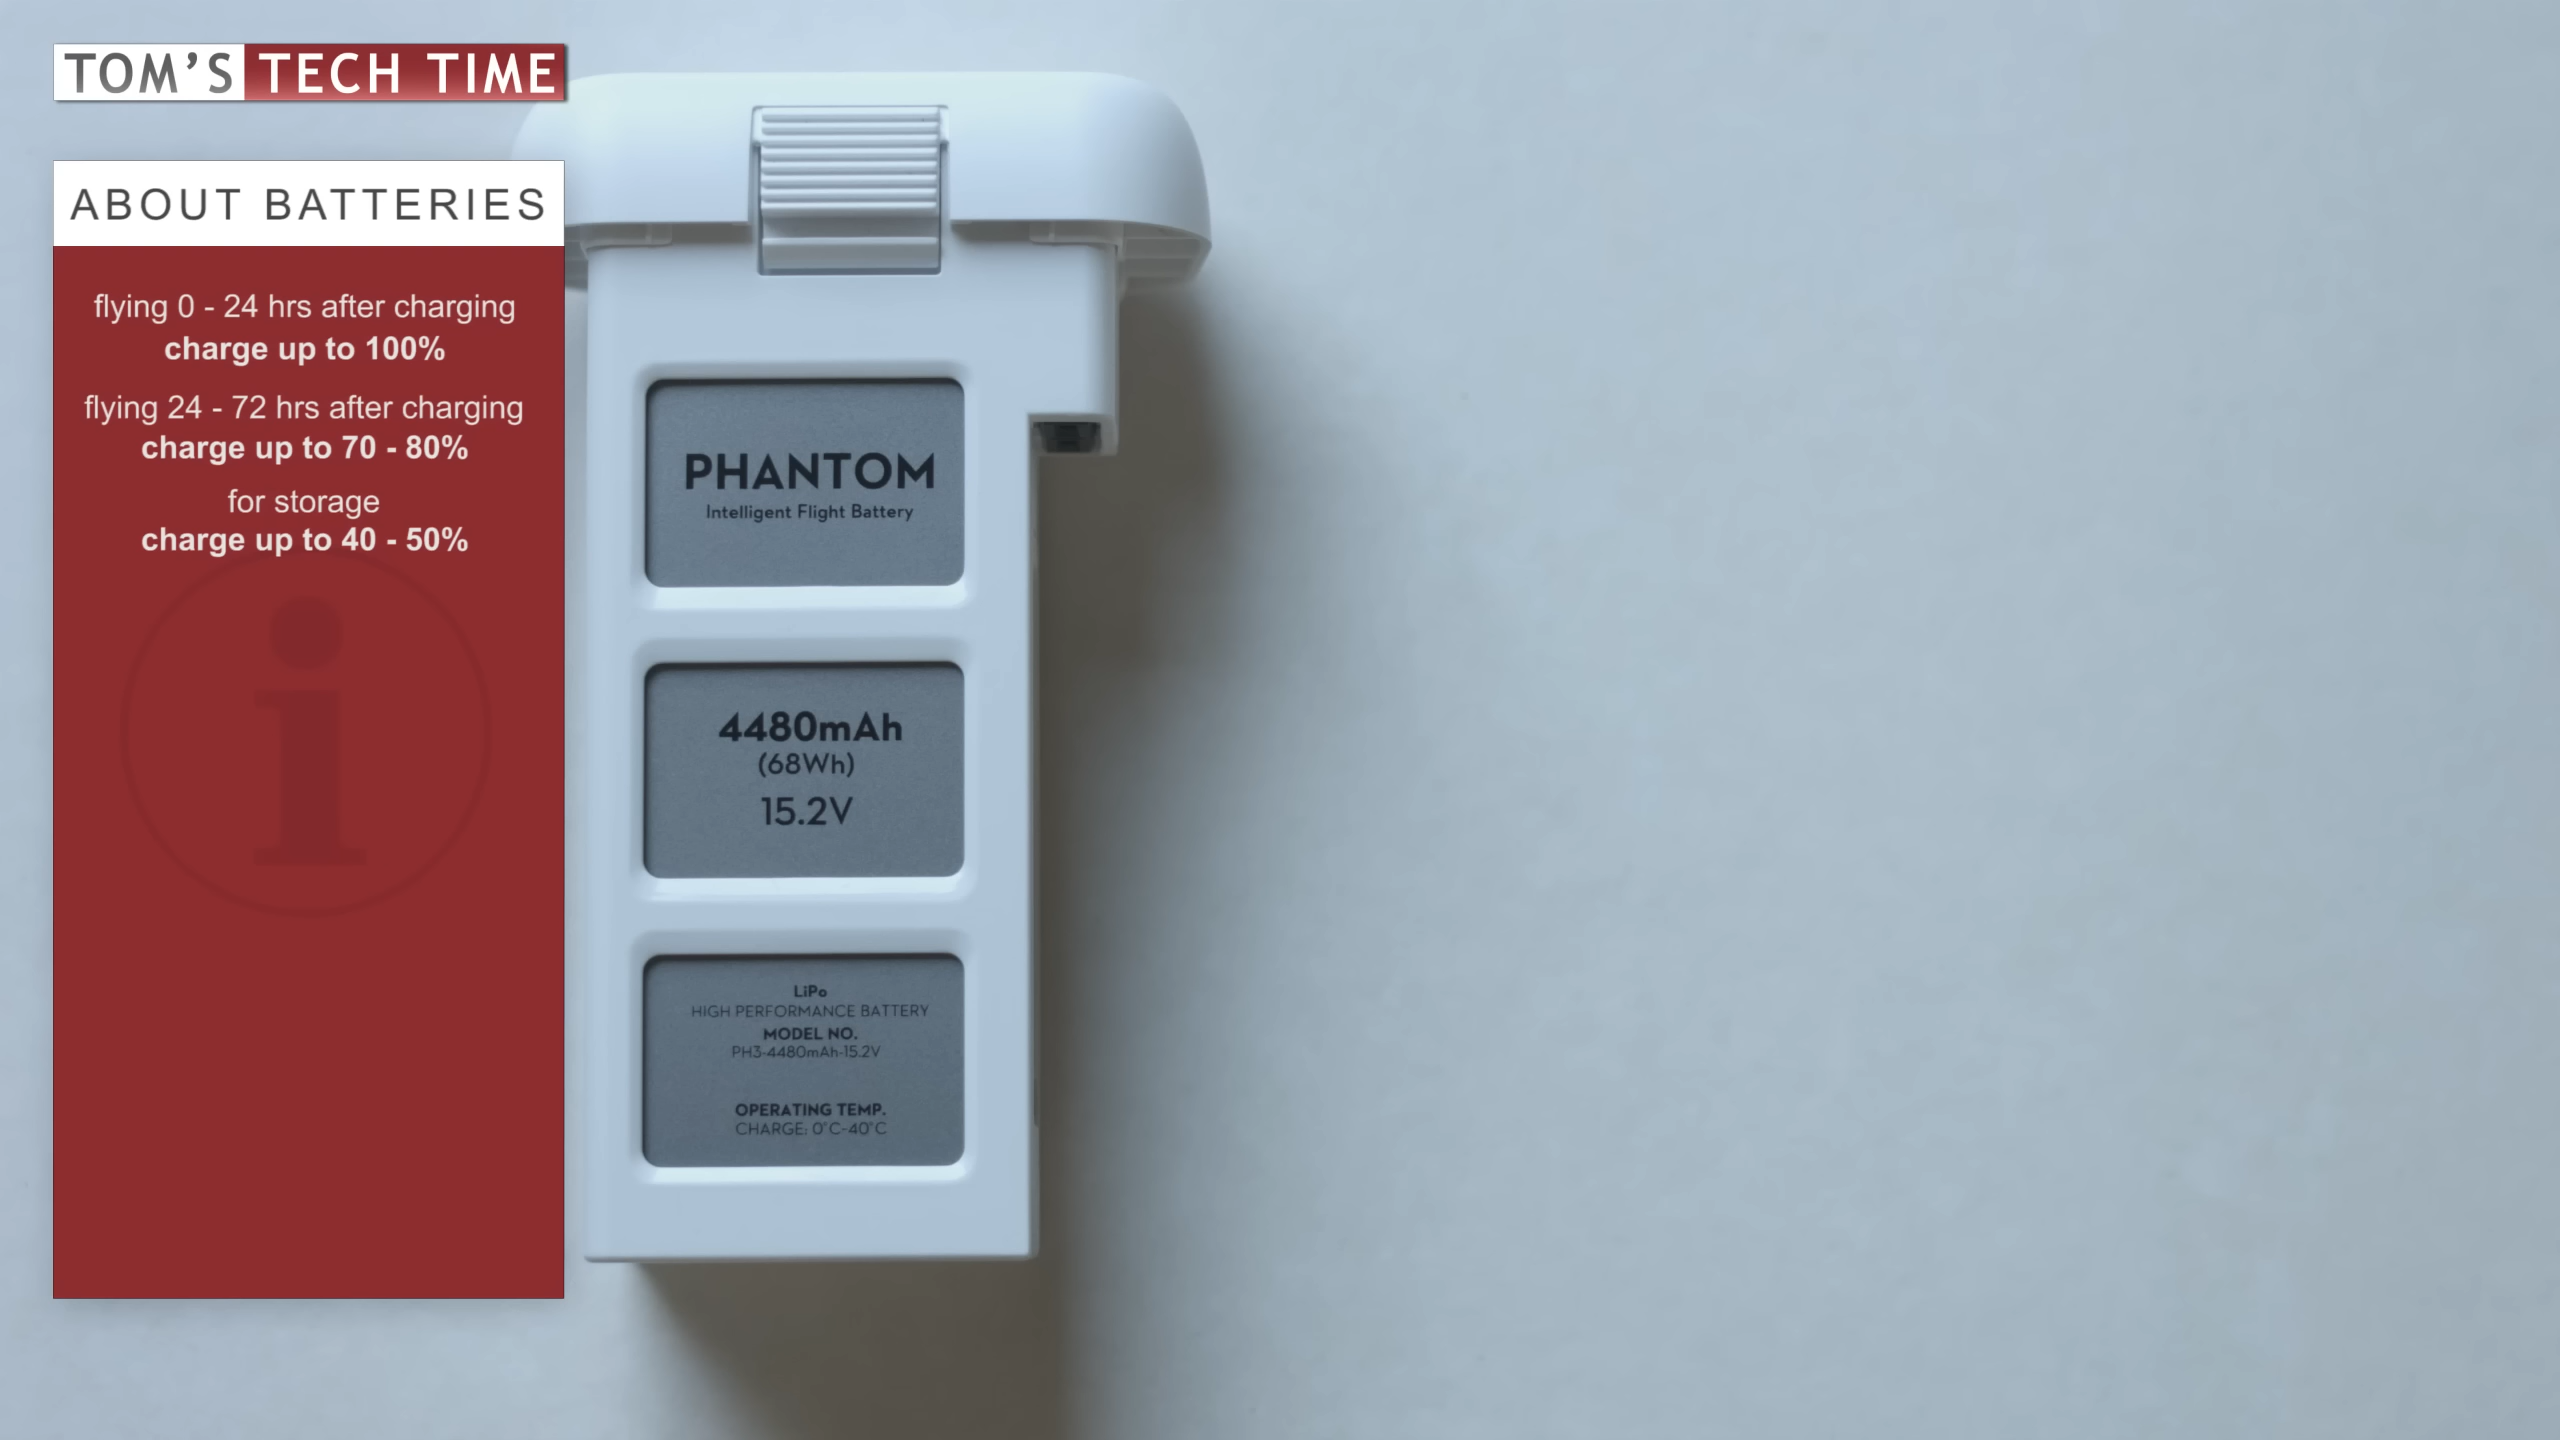 TOM'S TECH TIME
ABOUT BATTERIES
flying 0 - 24 hrs after charging
charge up to 100%
flying 24 - 72 hrs after charging
charge up to 70 - 80%
for storage
charge up to 40 - 50%
i
PHANTOM
Intelligent Flight Battery
4480mAh
(68Wh)
15.2V
LiPo
HIGH PERFORMANCE BATTERY
MODEL NO.
PH3-4480mAh-15.2V
OPERATING TEMP.
CHARGE: 0°C-40°C